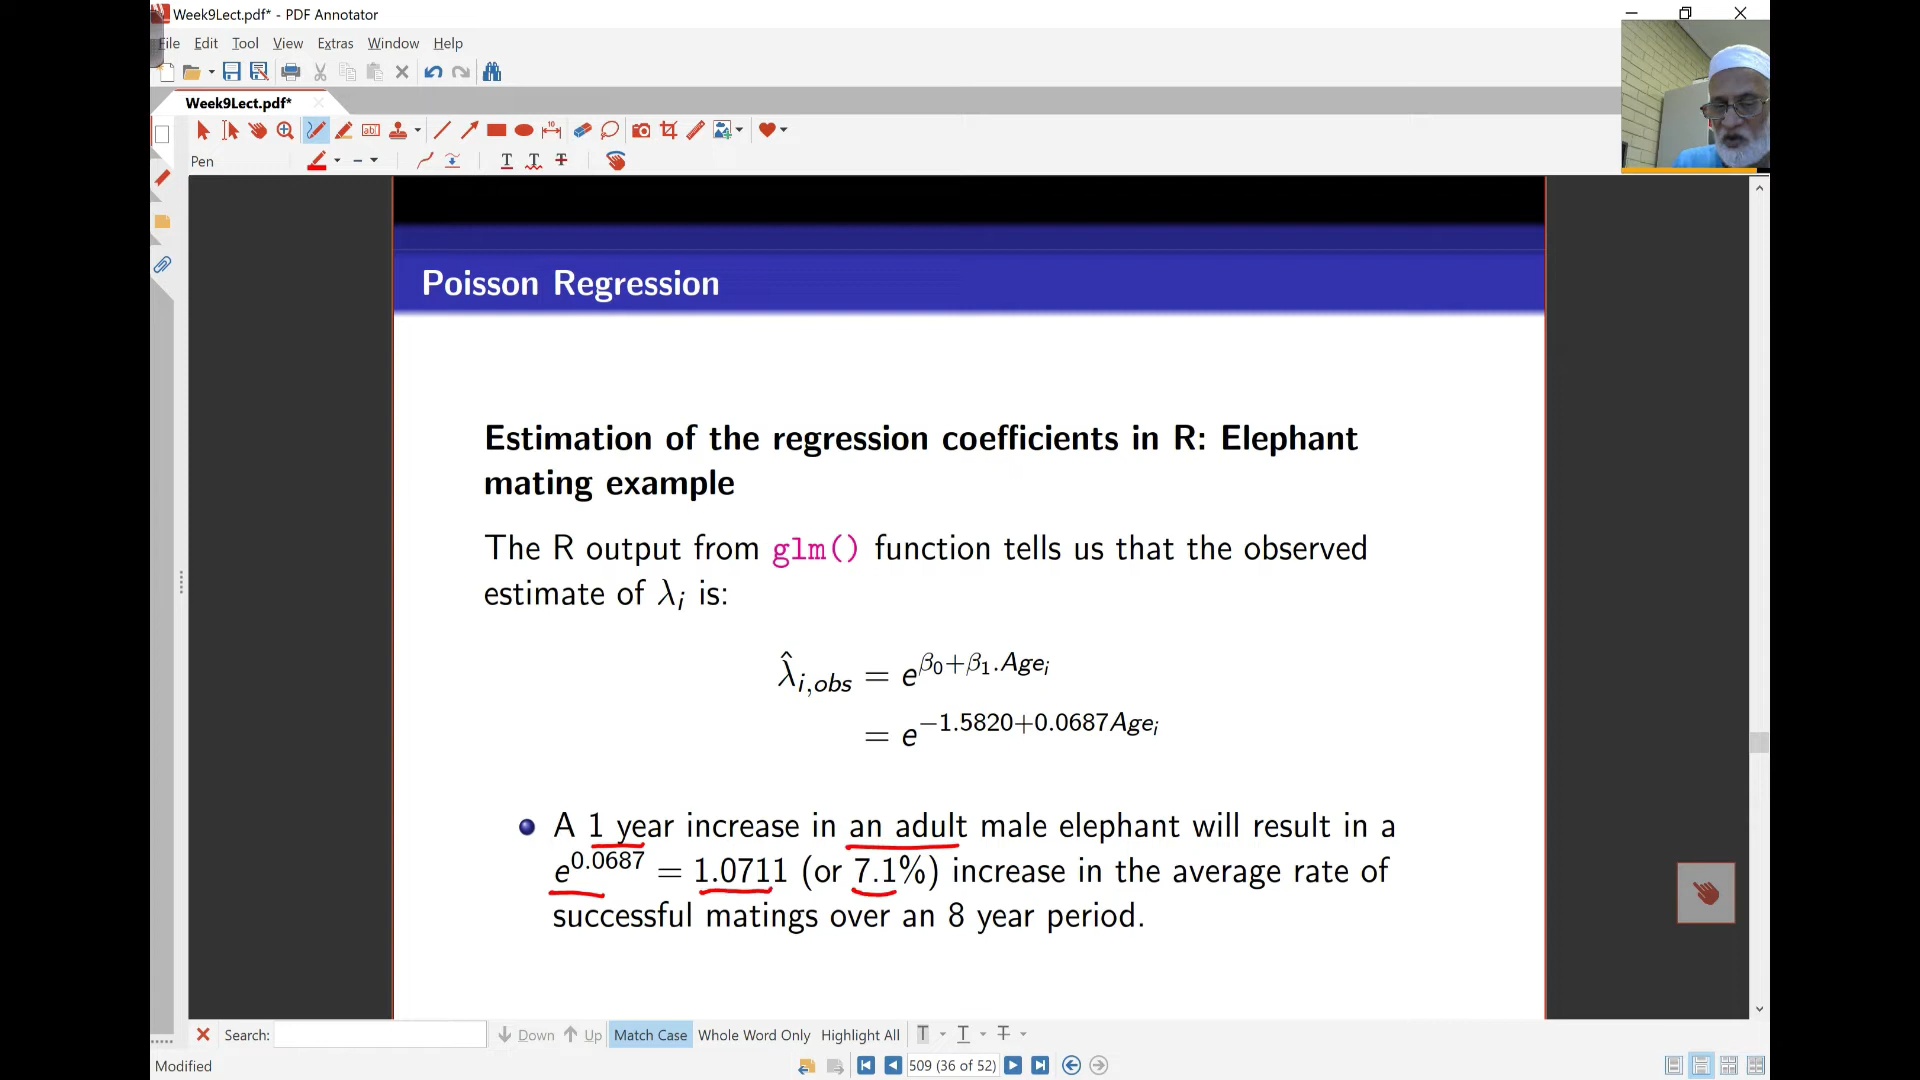 Week9Lect.pdf* - PDF Annotator
File Edit Tool View Extras Window Help
Week9Lect.pdf*
Pen
Poisson Regression
Estimation of the regression coefficients in R: Elephant
mating example
The R output from glm() function tells us that the observed
estimate of λi is:
λ̂i,obs = e^β0+β1.Agei
= e^−1.5820+0.0687Agei
A 1 year increase in an adult male elephant will result in a
e^0.0687 = 1.0711 (or 7.1%) increase in the average rate of
successful matings over an 8 year period.
Search: Down Up Match Case Whole Word Only Highlight All T T T
Modified 509 (36 of 52)